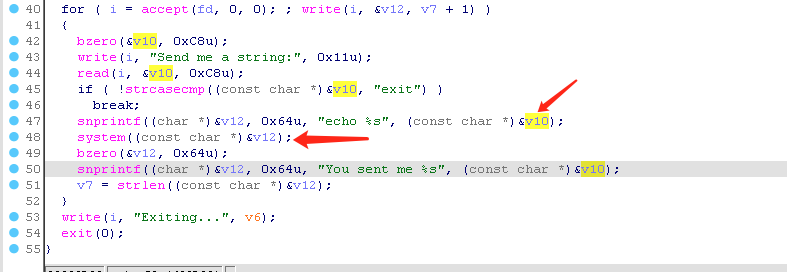 40 for ( i = accept(fd, 0, 0); ; write(i, &v12, v7 + 1) )
41 {
42 bzero(&v10, 0xC8u);
43 write(i, "Send me a string:", 0x11u);
44 read(i, &v10, 0xC8u);
45 if ( !strcasecmp((const char *)&v10, "exit") )
46 break;
47 snprintf((char *)&v12, 0x64u, "echo %s", (const char *)&v10);
48 system((const char *)&v12);
49 bzero(&v12, 0x64u);
50 snprintf((char *)&v12, 0x64u, "You sent me %s", (const char *)&v10);
51 v7 = strlen((const char *)&v12);
52 }
53 write(i, "Exiting...", v6);
54 exit(0);
55 }